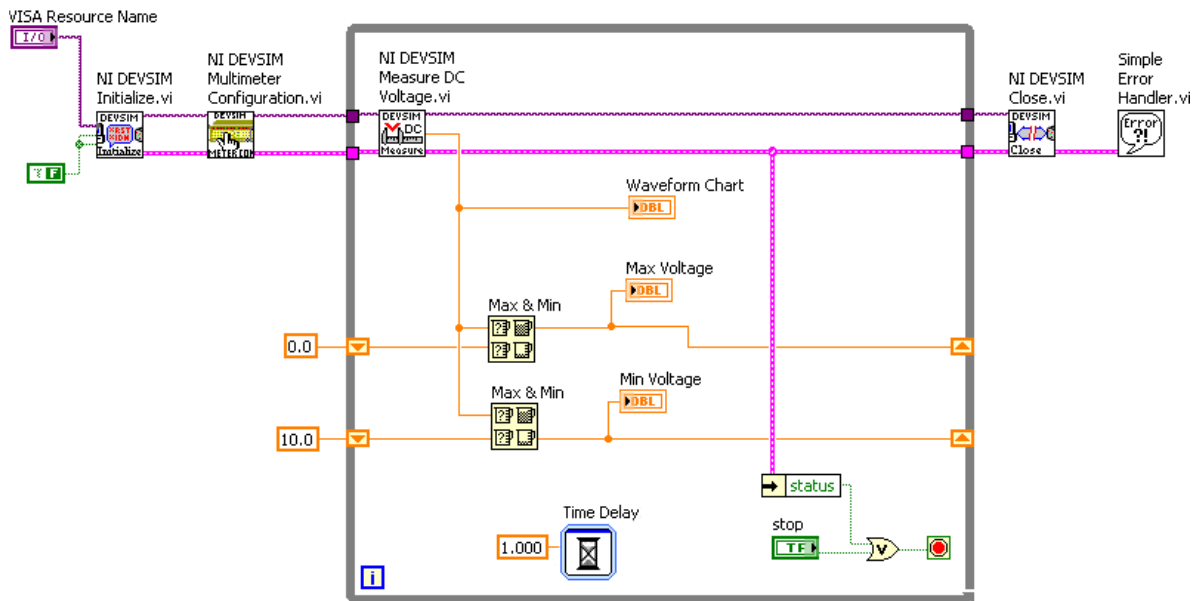 VISA Resource Name
I/O
NI DEVSIM
Initialize.vi
DEVSIM
Initialize
T F
NI DEVSIM
Multimeter
Configuration.vi
DEVSIM
METER CON
NI DEVSIM
Measure DC
Voltage.vi
DEVSIM
DC
Measure
NI DEVSIM
Close.vi
DEVSIM
Close
Simple
Error
Handler.vi
Error
?!
Waveform Chart
DBL
Max Voltage
DBL
Max & Min
0.0
Min Voltage
DBL
Max & Min
10.0
status
Time Delay
1.000
stop
TF
V
i